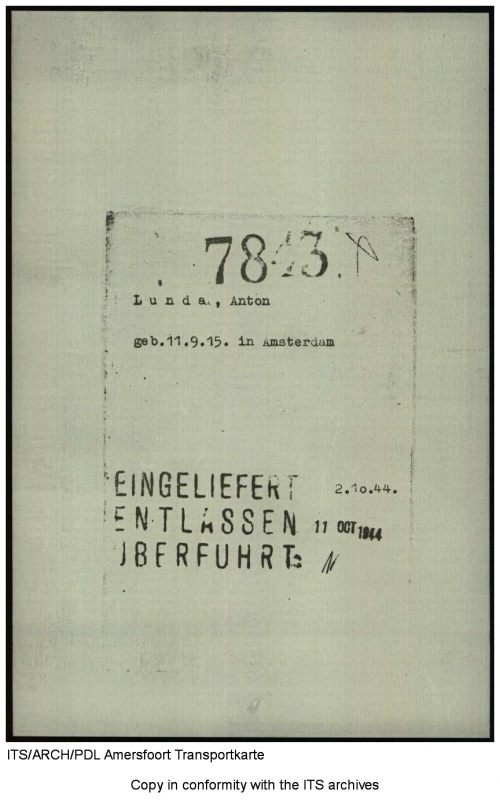 7843.
Lunda, Anton
geb.11.9.15. in Amsterdam
EINGELIEFERT 2.10.44.
ENTLASSEN 11 OCT 1944
ÜBERFUHRT: N
ITS/ARCH/PDL Amersfoort Transportkarte
Copy in conformity with the ITS archives